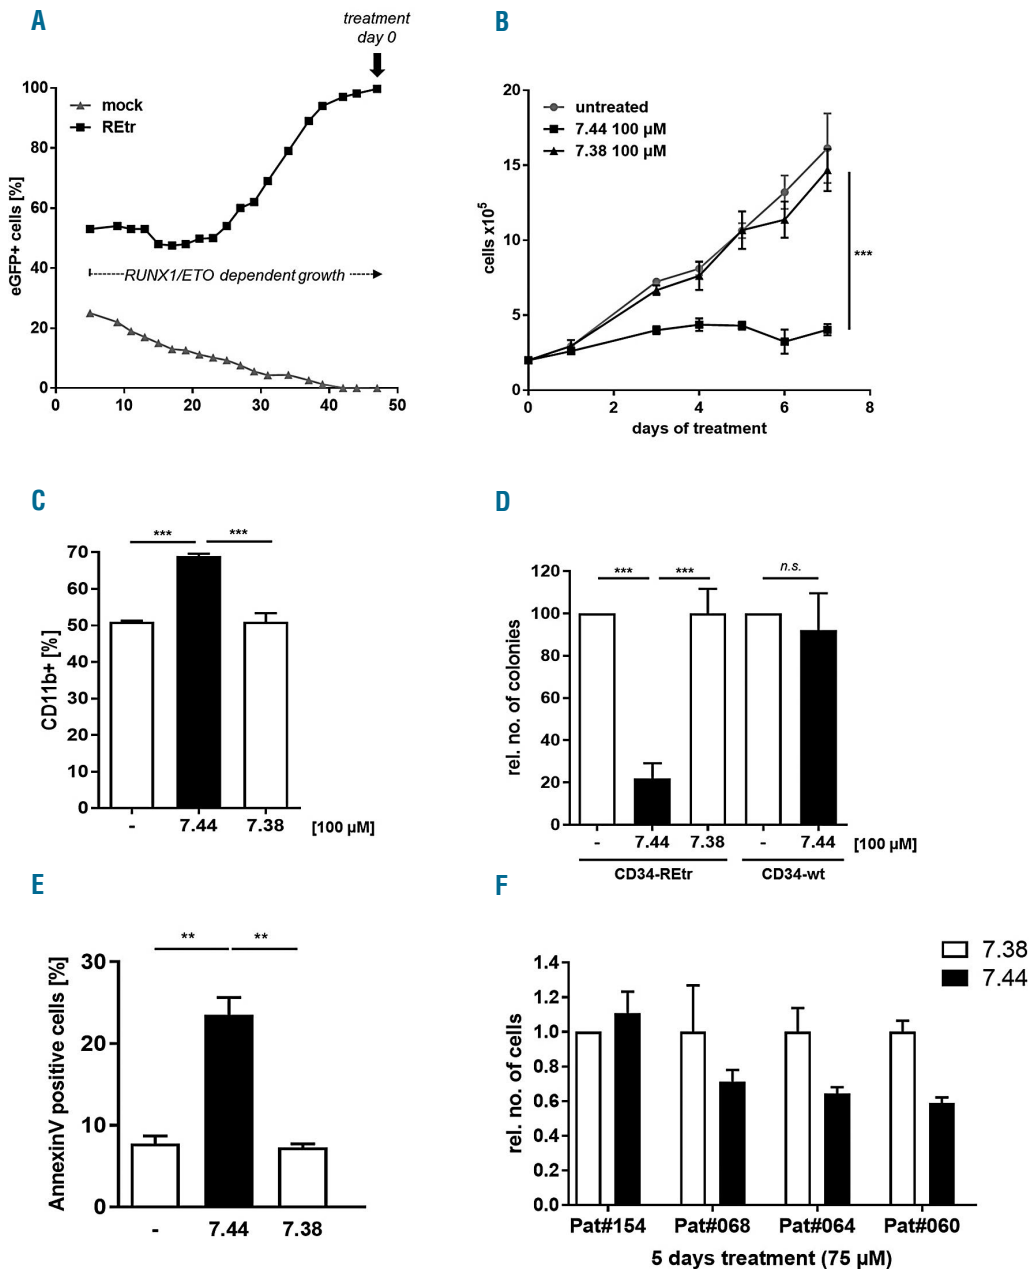 A
treatment
day 0
mock
REtr
eGFP+ cells [%]
100
80
60
40
20
0
RUNX1/ETO dependent growth
0 10 20 30 40 50
B
untreated
7.44 100 µM
7.38 100 µM
cells x10⁵
20
15
10
5
0
***
0 2 4 6 8
days of treatment
C
*** ***
CD11b+ [%]
70
60
50
40
30
20
10
0
- 7.44 7.38 [100 µM]
D
*** *** n.s.
rel. no. of colonies
120
100
80
60
40
20
0
- 7.44 7.38 - 7.44 [100 µM]
CD34-REtr CD34-wt
E
** **
AnnexinV positive cells [%]
30
20
10
0
- 7.44 7.38
F
7.38
7.44
rel. no. of cells
1.4
1.2
1.0
0.8
0.6
0.4
0.2
0.0
Pat#154 Pat#068 Pat#064 Pat#060
5 days treatment (75 µM)